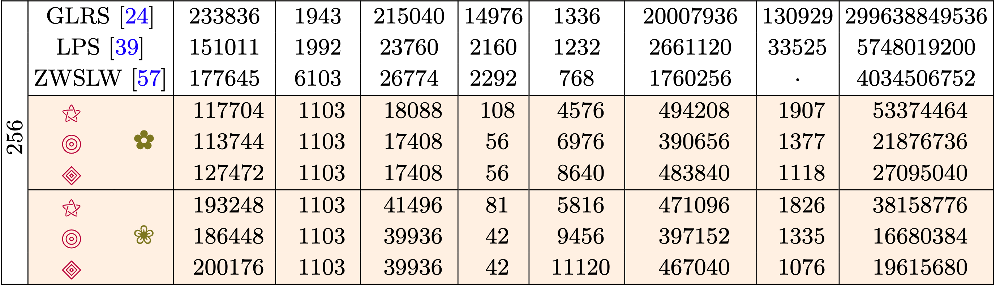 GLRS [24] 233836 1943 215040 14976 1336 20007936 130929 299638849536
LPS [39] 151011 1992 23760 2160 1232 2661120 33525 5748019200
ZWSLW [57] 177645 6103 26774 2292 768 1760256 · 4034506752
256
117704 1103 18088 108 4576 494208 1907 53374464
113744 1103 17408 56 6976 390656 1377 21876736
127472 1103 17408 56 8640 483840 1118 27095040
193248 1103 41496 81 5816 471096 1826 38158776
186448 1103 39936 42 9456 397152 1335 16680384
200176 1103 39936 42 11120 467040 1076 19615680